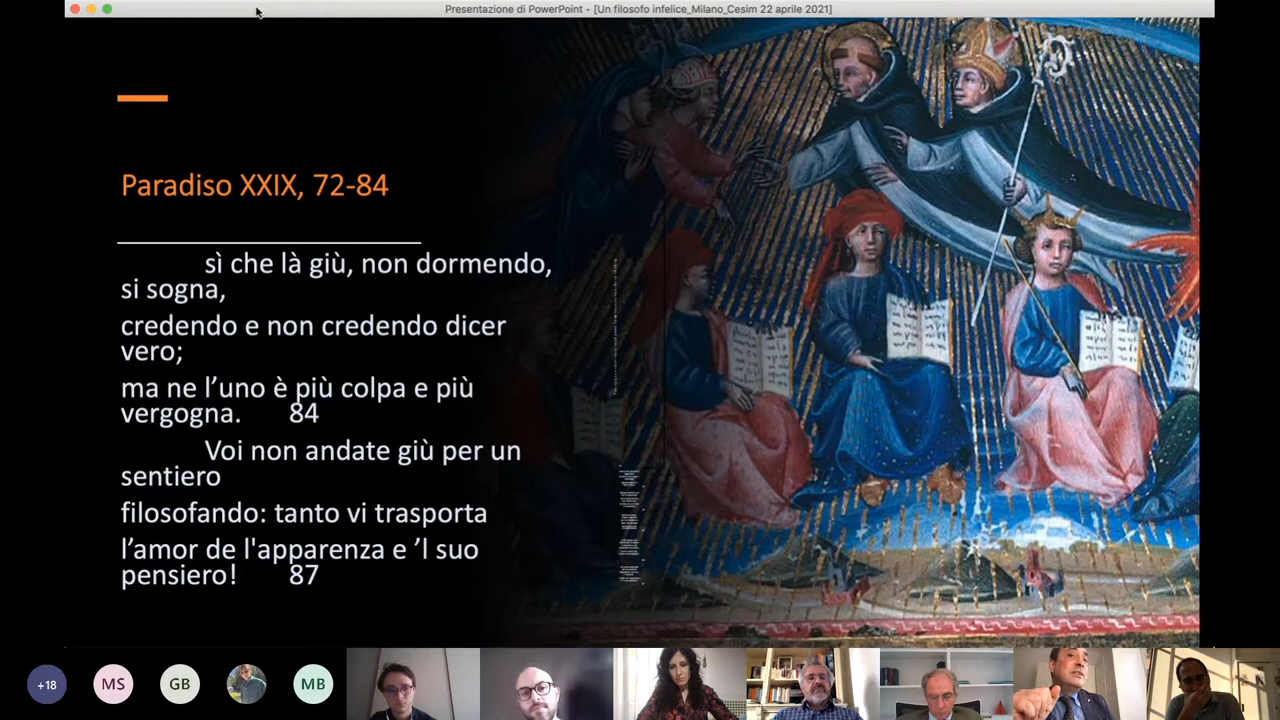 Presentazione di PowerPoint - [Un filosofo infelice_Milano_Cesim 22 aprile 2021]
Paradiso XXIX, 72-84
sì che là giù, non dormendo,
si sogna,
credendo e non credendo dicer
vero;
ma ne l’uno è più colpa e più
vergogna. 84
Voi non andate giù per un
sentiero
filosofando: tanto vi trasporta
l’amor de l'apparenza e ’l suo
pensiero! 87
+18
MS
GB
MB